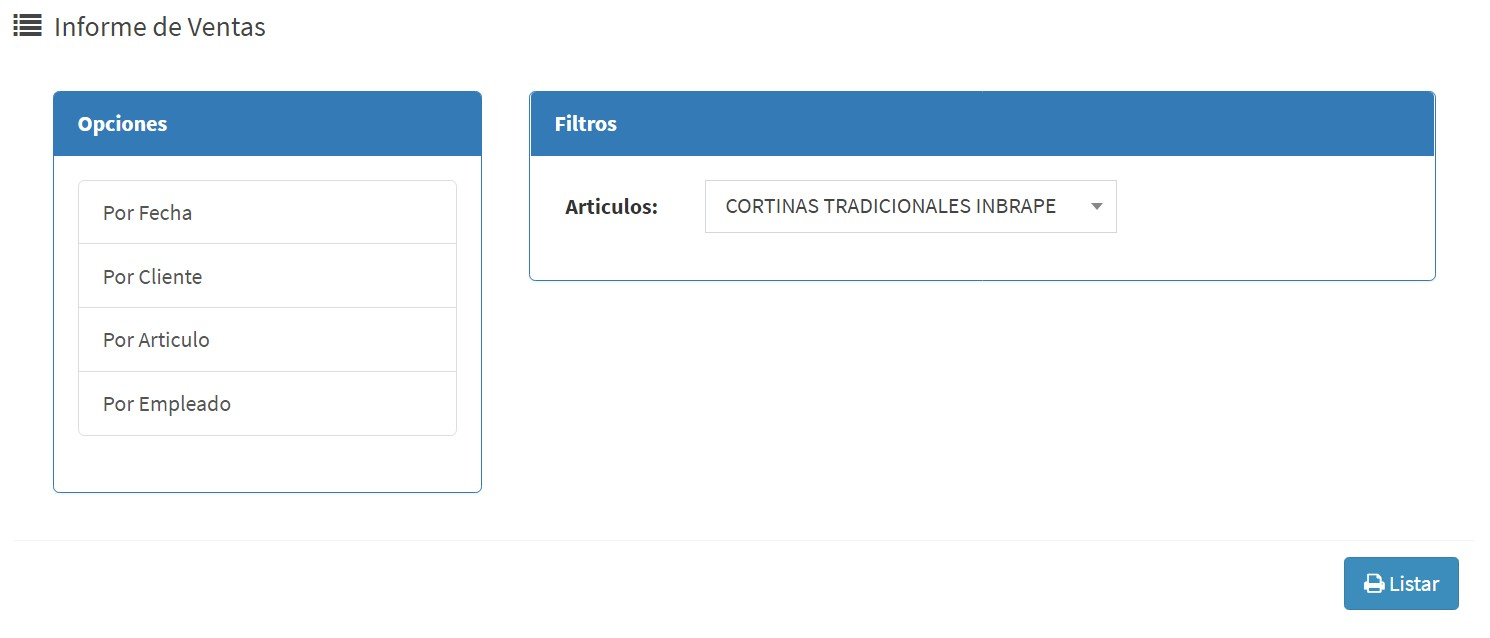 Informe de Ventas
Opciones
Por Fecha
Por Cliente
Por Articulo
Por Empleado
Filtros
Articulos:
CORTINAS TRADICIONALES INBRAPE
Listar